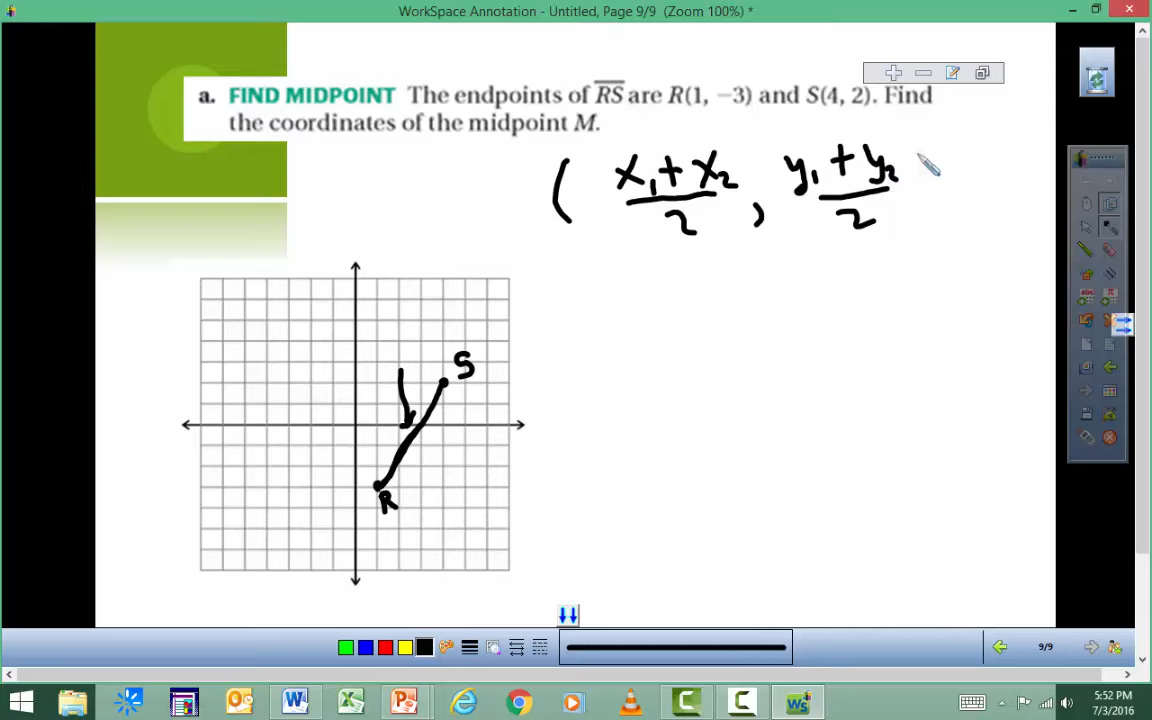 WorkSpace Annotation - Untitled, Page 9/9 (Zoom 100%) *
a. FIND MIDPOINT The endpoints of RS are R(1, −3) and S(4, 2). Find
the coordinates of the midpoint M.
( x₁ + x₂ / 2 , y₁ + y₂ / 2
S
R
9/9
5:52 PM
7/3/2016